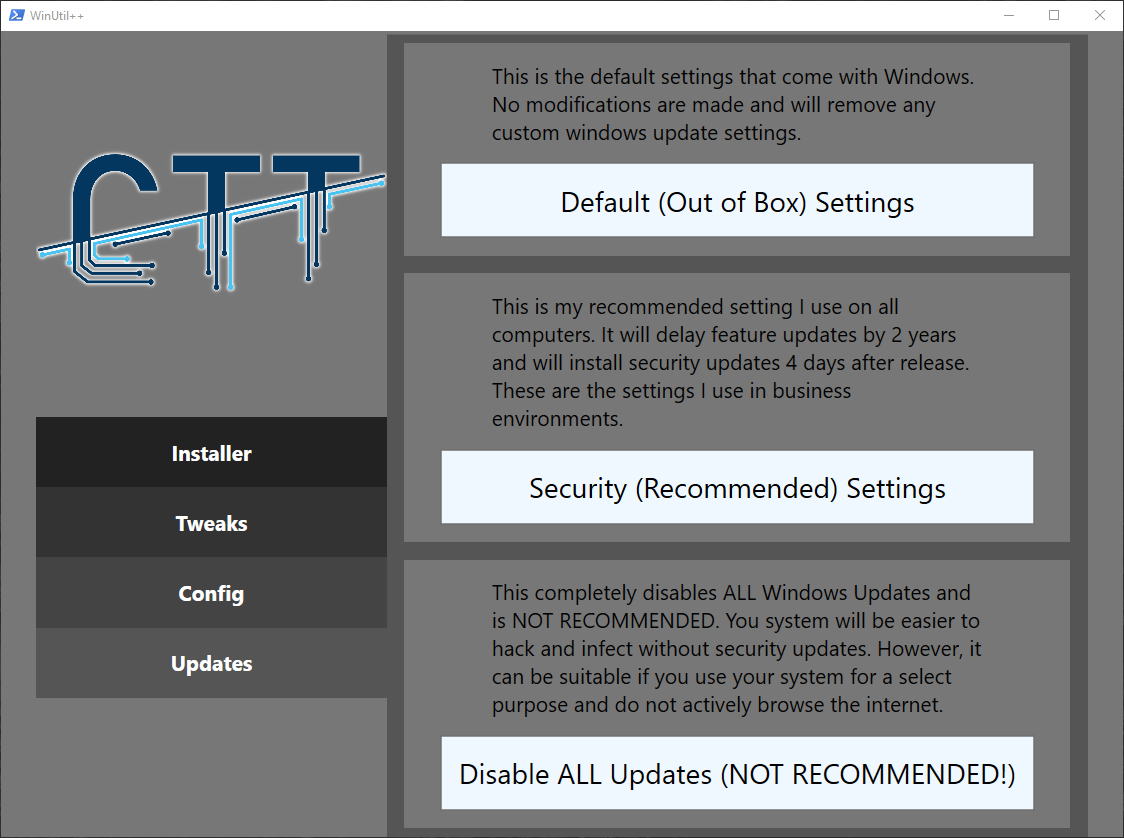 WinUtil++
CTT
Installer
Tweaks
Config
Updates
This is the default settings that come with Windows.
No modifications are made and will remove any
custom windows update settings.
Default (Out of Box) Settings
This is my recommended setting I use on all
computers. It will delay feature updates by 2 years
and will install security updates 4 days after release.
These are the settings I use in business
environments.
Security (Recommended) Settings
This completely disables ALL Windows Updates and
is NOT RECOMMENDED. You system will be easier to
hack and infect without security updates. However, it
can be suitable if you use your system for a select
purpose and do not actively browse the internet.
Disable ALL Updates (NOT RECOMMENDED!)